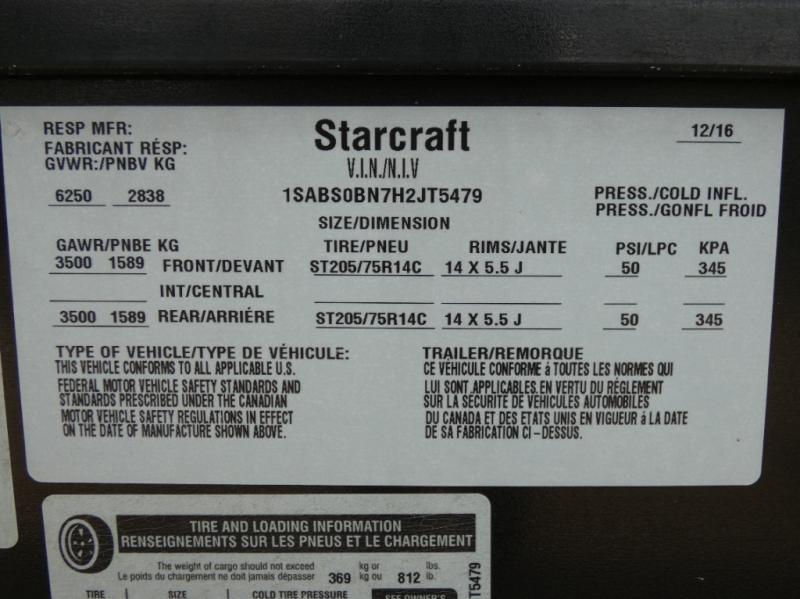 RESP MFR:
FABRICANT RÉSP:
GVWR:/PNBV KG
Starcraft
12/16
V.I.N./N.I.V
6250 2838
1SABS0BN7H2JT5479
PRESS./COLD INFL.
PRESS./GONFL FROID
SIZE/DIMENSION
GAWR/PNBE KG TIRE/PNEU RIMS/JANTE PSI/LPC KPA
3500 1589 FRONT/DEVANT ST205/75R14C 14 X 5.5 J 50 345
INT/CENTRAL
3500 1589 REAR/ARRIÉRE ST205/75R14C 14 X 5.5 J 50 345
TYPE OF VEHICLE/TYPE DE VÉHICULE: TRAILER/REMORQUE
THIS VEHICLE CONFORMS TO ALL APPLICABLE U.S.
FEDERAL MOTOR VEHICLE SAFETY STANDARDS AND
STANDARDS PRESCRIBED UNDER THE CANADIAN
MOTOR VEHICLE SAFETY REGULATIONS IN EFFECT
ON THE DATE OF MANUFACTURE SHOWN ABOVE.
CE VÉHICULE CONFORME á TOUTES LES NORMES QUI
LUI SONT APPLICABLES EN VERTU DU RÉGLEMENT
SUR LA SÉCURITÉ DE VÉHICULES AUTOMOBILES
DU CANADA ET DES ÉTATS UNIS EN VIGUEUR á LA DATE
DE SA FABRICATION CI-DESSUS.
TIRE AND LOADING INFORMATION
RENSEIGNEMENTS SUR LES PNEUS ET LE CHARGEMENT
The weight of cargo should not exceed kg or lbs.
Le poids du chargement ne doit jamais dépasser 369 kg ou 812 lb.
TIRE SIZE COLD TIRE PRESSURE SEE OWNER'S
T5479